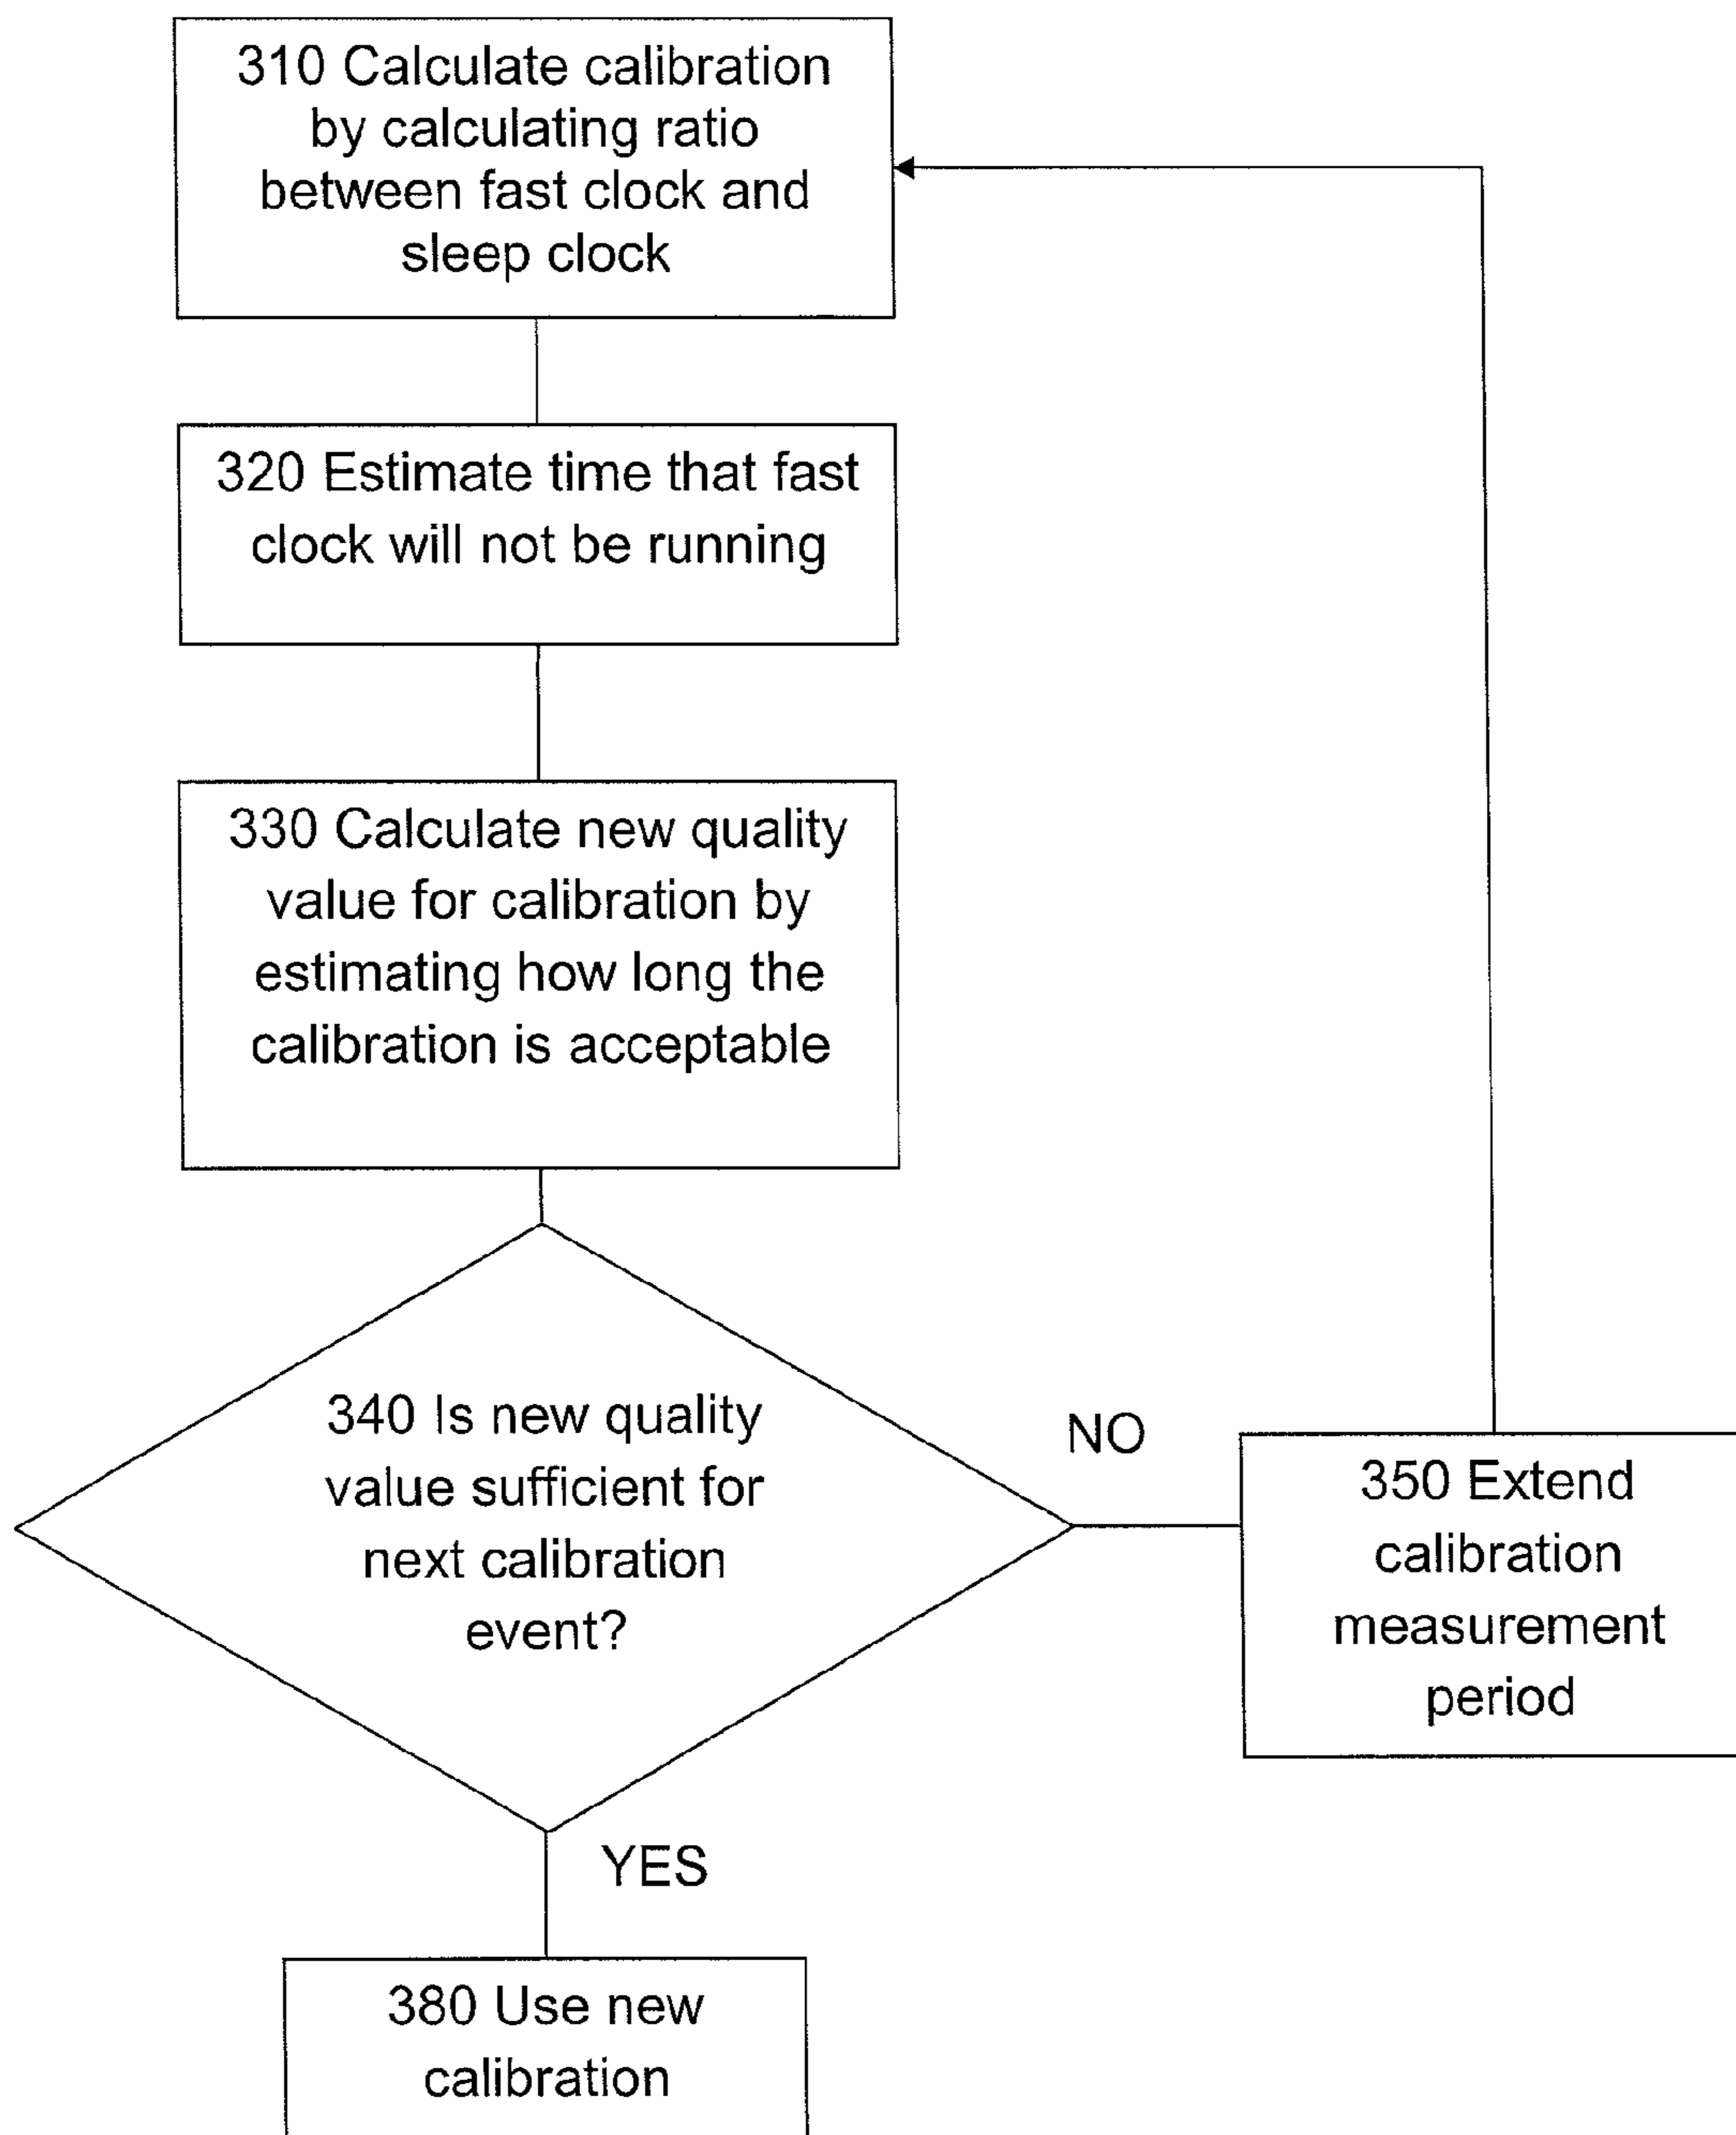 310 Calculate calibration
by calculating ratio
between fast clock and
sleep clock
320 Estimate time that fast
clock will not be running
330 Calculate new quality
value for calibration by
estimating how long the
calibration is acceptable
340 Is new quality
value sufficient for
next calibration
event?
NO
350 Extend
calibration
measurement
period
YES
380 Use new
calibration